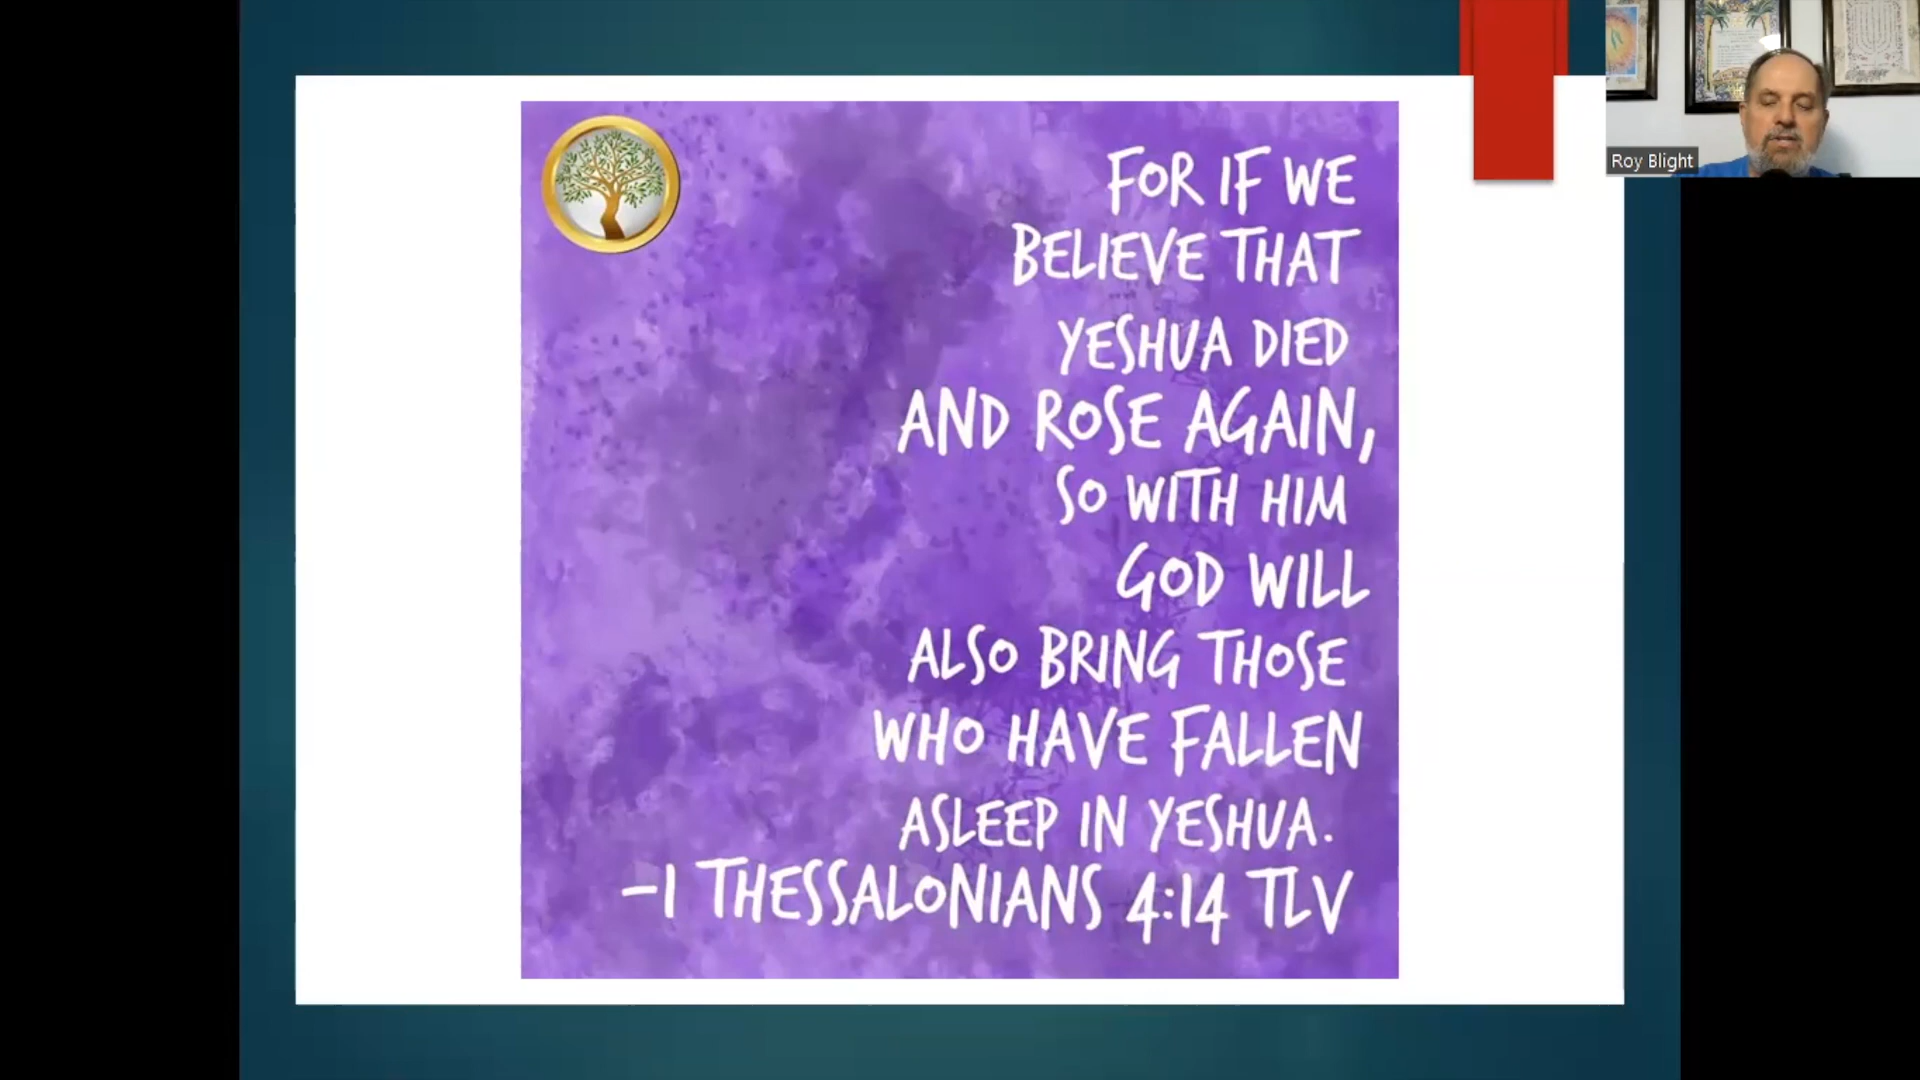 FOR IF WE
BELIEVE THAT
YESHUA DIED
AND ROSE AGAIN,
SO WITH HIM
GOD WILL
ALSO BRING THOSE
WHO HAVE FALLEN
ASLEEP IN YESHUA.
–1 THESSALONIANS 4:14 TLV
Roy Blight